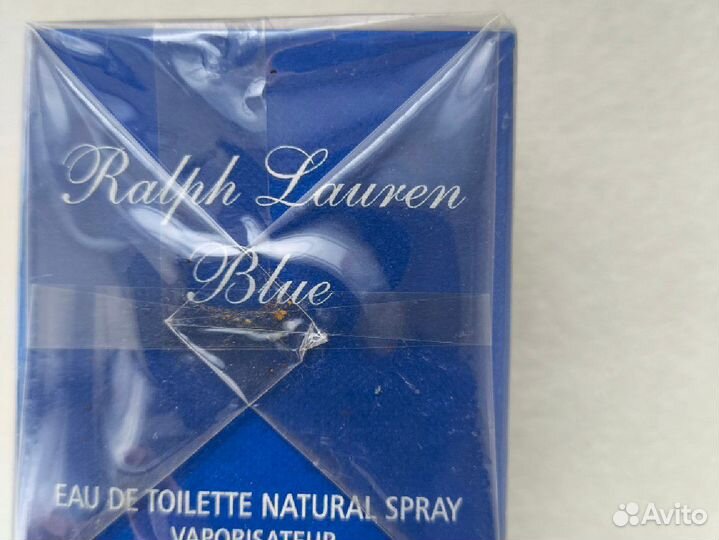 Ralph Lauren
Blue
EAU DE TOILETTE NATURAL SPRAY
VAPORISATEUR
Avito